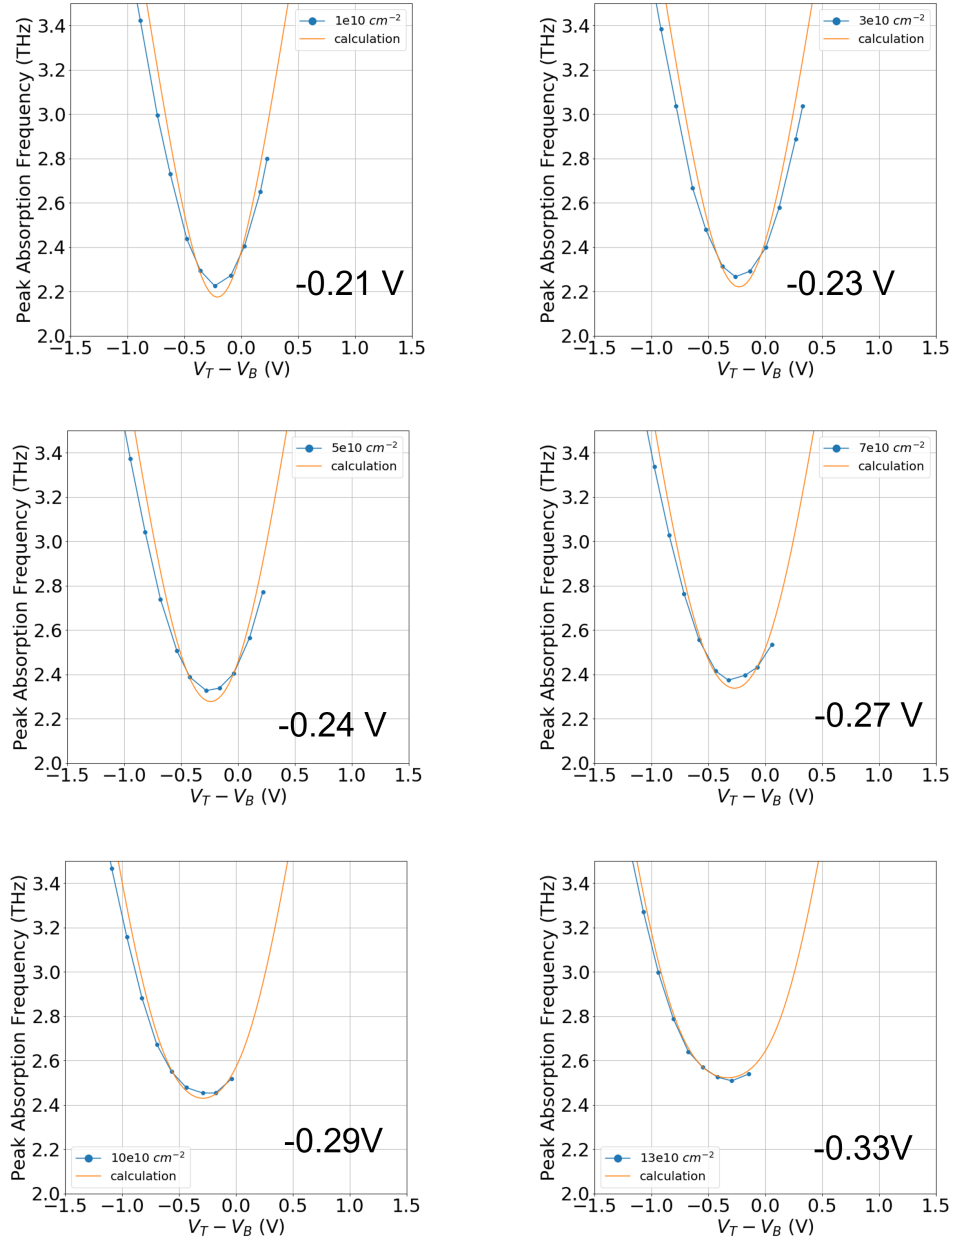 Peak Absorption Frequency (THz)
3.4
3.2
3.0
2.8
2.6
2.4
2.2
2.0
1e10 cm⁻²
calculation
-0.21 V
−1.5 −1.0 −0.5 0.0 0.5 1.0 1.5
V_T − V_B (V)
Peak Absorption Frequency (THz)
3.4
3.2
3.0
2.8
2.6
2.4
2.2
2.0
3e10 cm⁻²
calculation
-0.23 V
−1.5 −1.0 −0.5 0.0 0.5 1.0 1.5
V_T − V_B (V)
Peak Absorption Frequency (THz)
3.4
3.2
3.0
2.8
2.6
2.4
2.2
2.0
5e10 cm⁻²
calculation
-0.24 V
−1.5 −1.0 −0.5 0.0 0.5 1.0 1.5
V_T − V_B (V)
Peak Absorption Frequency (THz)
3.4
3.2
3.0
2.8
2.6
2.4
2.2
2.0
7e10 cm⁻²
calculation
-0.27 V
−1.5 −1.0 −0.5 0.0 0.5 1.0 1.5
V_T − V_B (V)
Peak Absorption Frequency (THz)
3.4
3.2
3.0
2.8
2.6
2.4
2.2
2.0
-0.29V
10e10 cm⁻²
calculation
−1.5 −1.0 −0.5 0.0 0.5 1.0 1.5
V_T − V_B (V)
Peak Absorption Frequency (THz)
3.4
3.2
3.0
2.8
2.6
2.4
2.2
2.0
-0.33V
13e10 cm⁻²
calculation
−1.5 −1.0 −0.5 0.0 0.5 1.0 1.5
V_T − V_B (V)